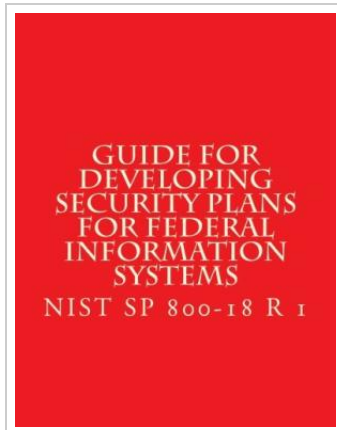 GUIDE FOR
DEVELOPING
SECURITY PLANS
FOR FEDERAL
INFORMATION
SYSTEMS
NIST SP 800-18 R 1